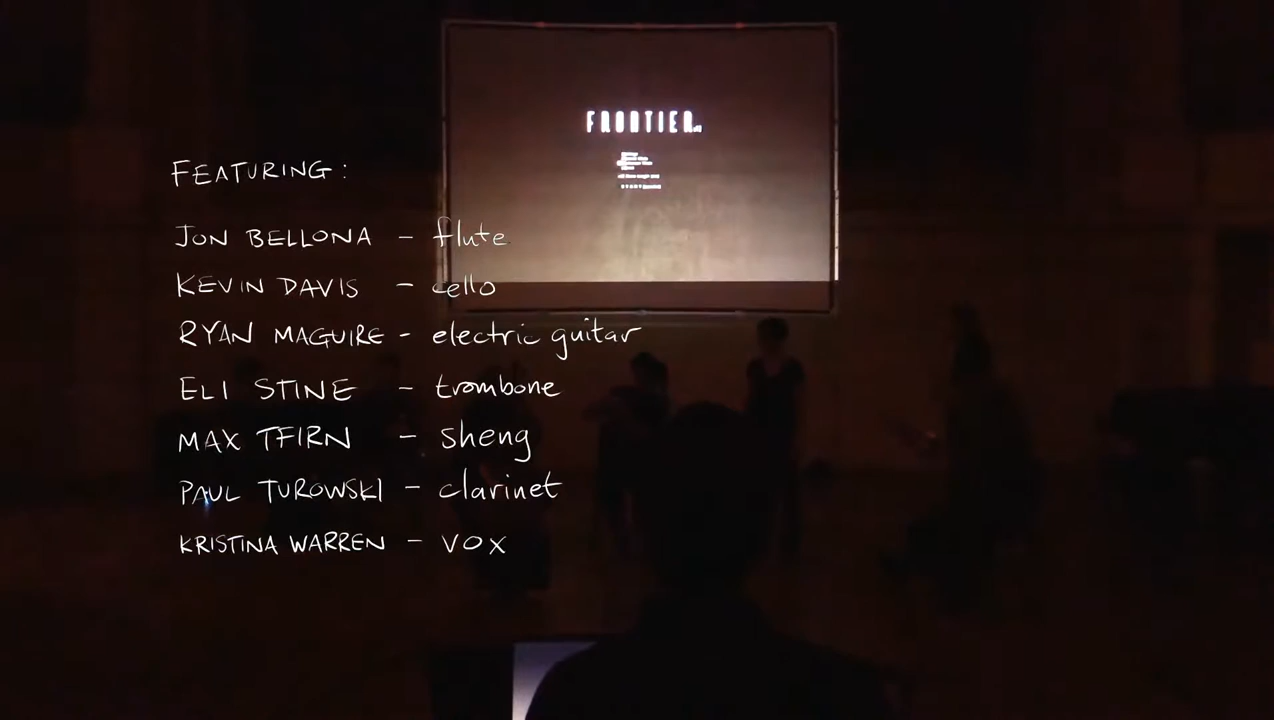 FRONTIER
FEATURING:
JON BELLONA - flute
KEVIN DAVIS - cello
RYAN MAGUIRE - electric guitar
ELI STINE - trombone
MAX TFIRN - sheng
PAUL TUROWSKI - clarinet
KRISTINA WARREN - vox